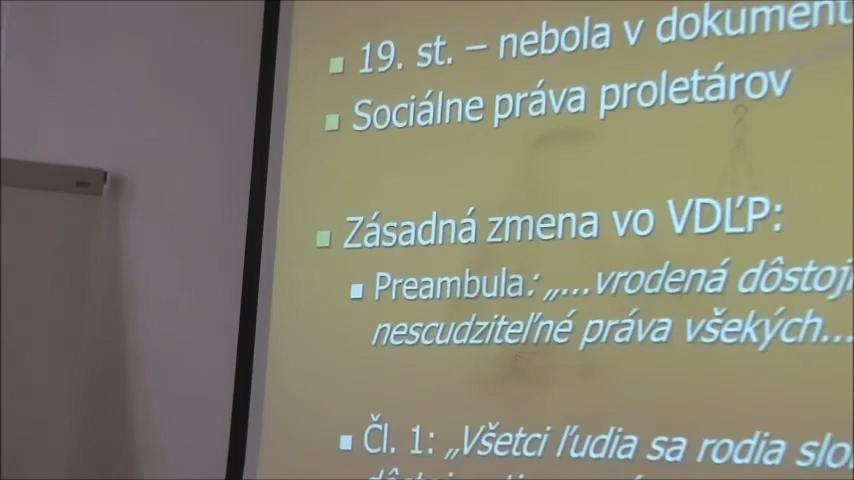 19. st. – nebola v dokument
Sociálne práva proletárov
Zásadná zmena vo VDĽP:
Preambula: „...vrodená dôstoj
nescudziteľné práva všekých...
Čl. 1: „Všetci ľudia sa rodia slo